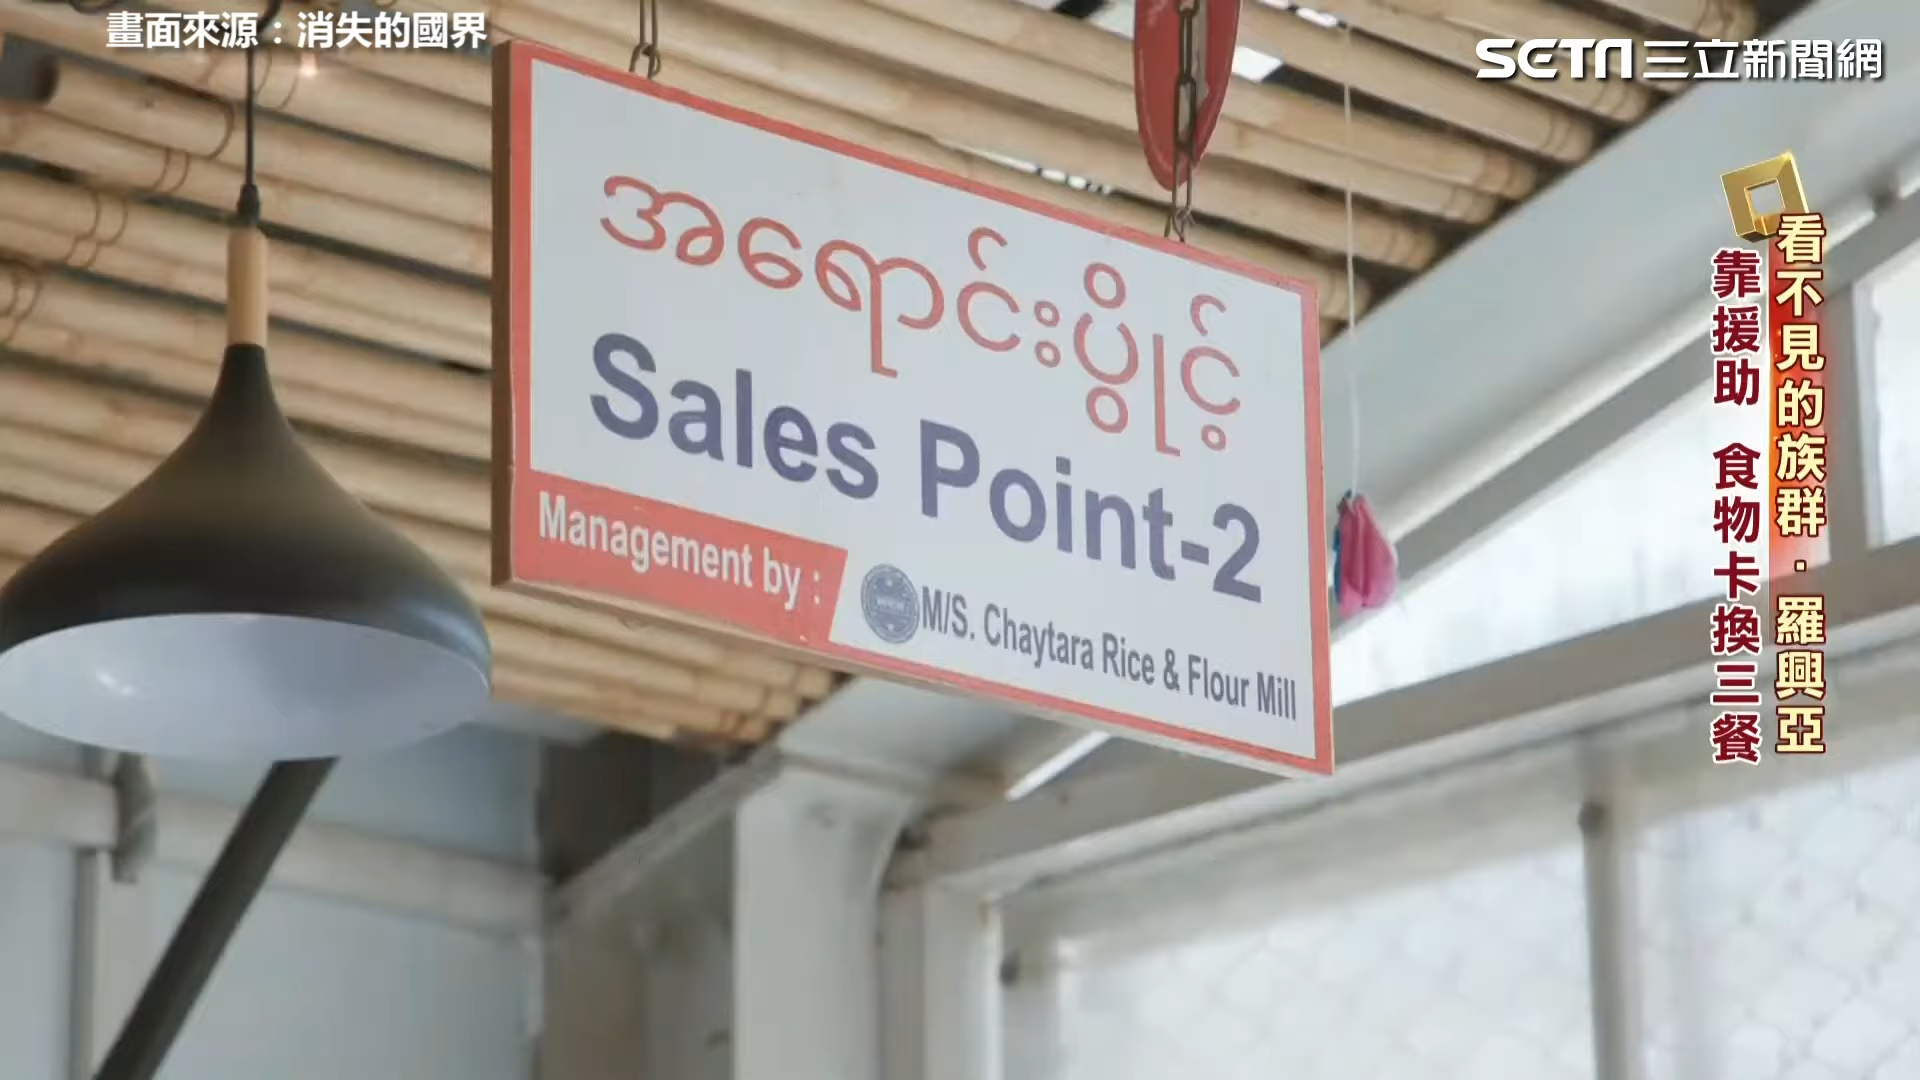 畫面來源：消失的國界
SETN三立新聞網
အရောင်းပွိုင့်
Sales Point-2
Management by :
M/S. Chaytara Rice & Flour Mill
看不見的族群．羅興亞
靠援助 食物卡換三餐